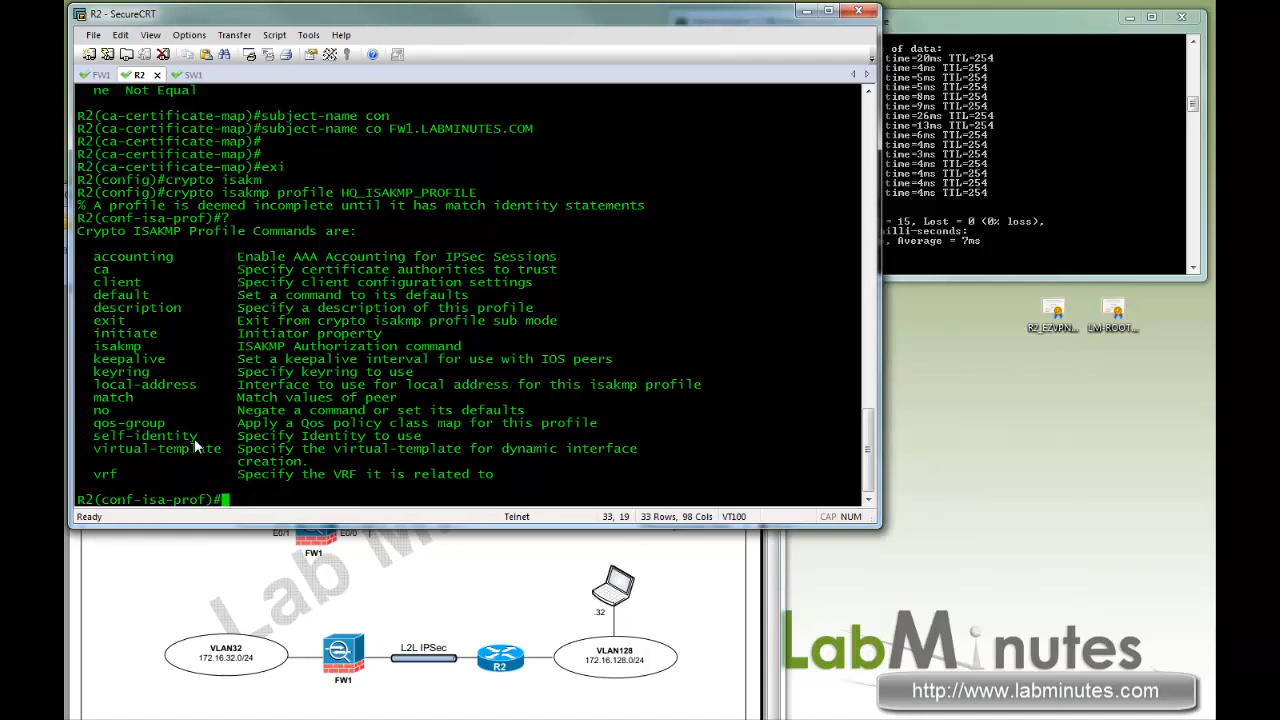 R2 - SecureCRT
File Edit View Options Transfer Script Tools Help
FW1 R2 SW1
ne Not Equal
R2(ca-certificate-map)#subject-name con
R2(ca-certificate-map)#subject-name co FW1.LABMINUTES.COM
R2(ca-certificate-map)#
R2(ca-certificate-map)#
R2(ca-certificate-map)#exi
R2(config)#crypto isakm
R2(config)#crypto isakmp profile HQ_ISAKMP_PROFILE
% A profile is deemed incomplete until it has match identity statements
R2(conf-isa-prof)#?
Crypto ISAKMP Profile Commands are:
accounting Enable AAA Accounting for IPSec Sessions
ca Specify certificate authorities to trust
client Specify client configuration settings
default Set a command to its defaults
description Specify a description of this profile
exit Exit from crypto isakmp profile sub mode
initiate Initiator property
isakmp ISAKMP Authorization command
keepalive Set a keepalive interval for use with IOS peers
keyring Specify keyring to use
local-address Interface to use for local address for this isakmp profile
match Match values of peer
no Negate a command or set its defaults
qos-group Apply a Qos policy class map for this profile
self-identity Specify Identity to use
virtual-template Specify the virtual-template for dynamic interface
creation.
vrf Specify the VRF it is related to
R2(conf-isa-prof)#
Ready Telnet 33, 19 33 Rows, 98 Cols VT100 CAP NUM
of data:
time=20ms TTL=254
time=4ms TTL=254
time=5ms TTL=254
time=5ms TTL=254
time=8ms TTL=254
time=9ms TTL=254
time=26ms TTL=254
time=13ms TTL=254
time=6ms TTL=254
time=4ms TTL=254
time=3ms TTL=254
time=4ms TTL=254
time=4ms TTL=254
time=4ms TTL=254
time=4ms TTL=254
= 15, Lost = 0 (0% loss),
illi-seconds:
, Average = 7ms
R2_EZVPN... LM-ROOT...
E0/1 E0/0
FW1
Lab M
VLAN32
172.16.32.0/24
FW1
L2L IPSec
R2
.32
VLAN128
172.16.128.0/24
LabMinutes
http://www.labminutes.com